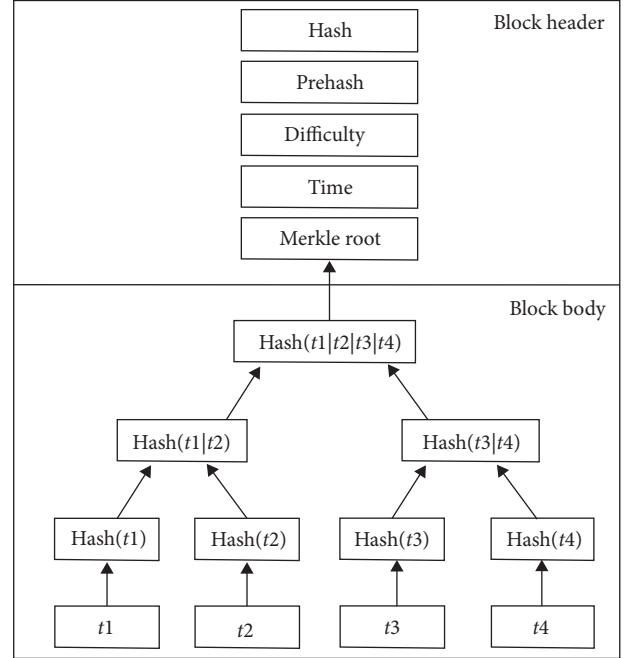 Block header
Hash
Prehash
Difficulty
Time
Merkle root
Block body
Hash(t1|t2|t3|t4)
Hash(t1|t2)
Hash(t3|t4)
Hash(t1)
Hash(t2)
Hash(t3)
Hash(t4)
t1
t2
t3
t4